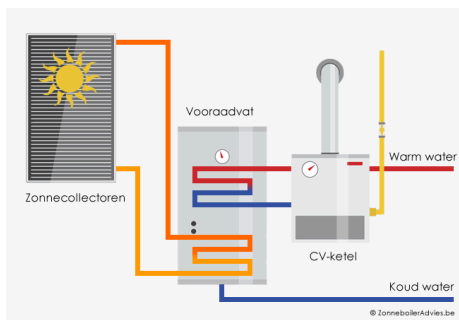 Vooraadvat
Warm water
Zonnecollectoren
CV-ketel
Koud water
© ZonneboilerAdvies.be